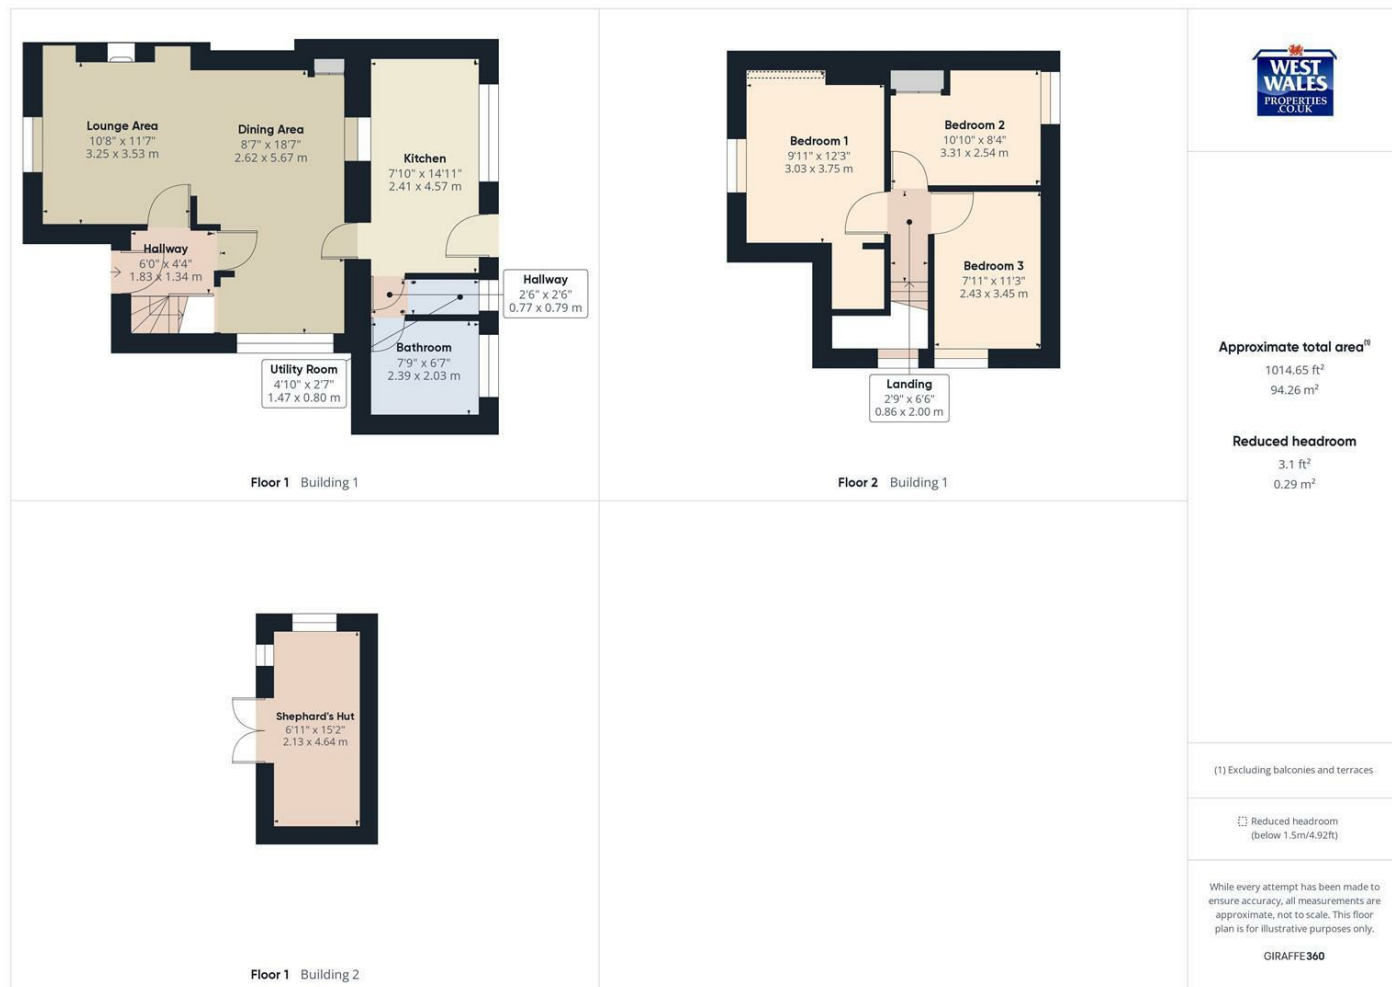 Lounge Area
10'8" x 11'7"
3.25 x 3.53 m
Dining Area
8'7" x 18'7"
2.62 x 5.67 m
Kitchen
7'10" x 14'11"
2.41 x 4.57 m
Hallway
6'0" x 4'4"
1.83 x 1.34 m
Hallway
2'6" x 2'6"
0.77 x 0.79 m
Utility Room
4'10" x 2'7"
1.47 x 0.80 m
Bathroom
7'9" x 6'7"
2.39 x 2.03 m
Floor 1 Building 1
Bedroom 1
9'11" x 12'3"
3.03 x 3.75 m
Bedroom 2
10'10" x 8'4"
3.31 x 2.54 m
Bedroom 3
7'11" x 11'3"
2.43 x 3.45 m
Landing
2'9" x 6'6"
0.86 x 2.00 m
Floor 2 Building 1
Shephard's Hut
6'11" x 15'2"
2.13 x 4.64 m
Floor 1 Building 2
WEST
WALES
PROPERTIES
.CO.UK
Approximate total area(1)
1014.65 ft²
94.26 m²
Reduced headroom
3.1 ft²
0.29 m²
(1) Excluding balconies and terraces
Reduced headroom
(below 1.5m/4.92ft)
While every attempt has been made to
ensure accuracy, all measurements are
approximate, not to scale. This floor
plan is for illustrative purposes only.
GIRAFFE360